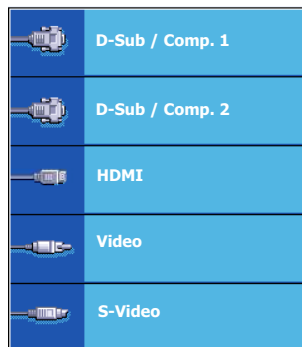 D-Sub / Comp. 1
D-Sub / Comp. 2
HDMI
Video
S-Video